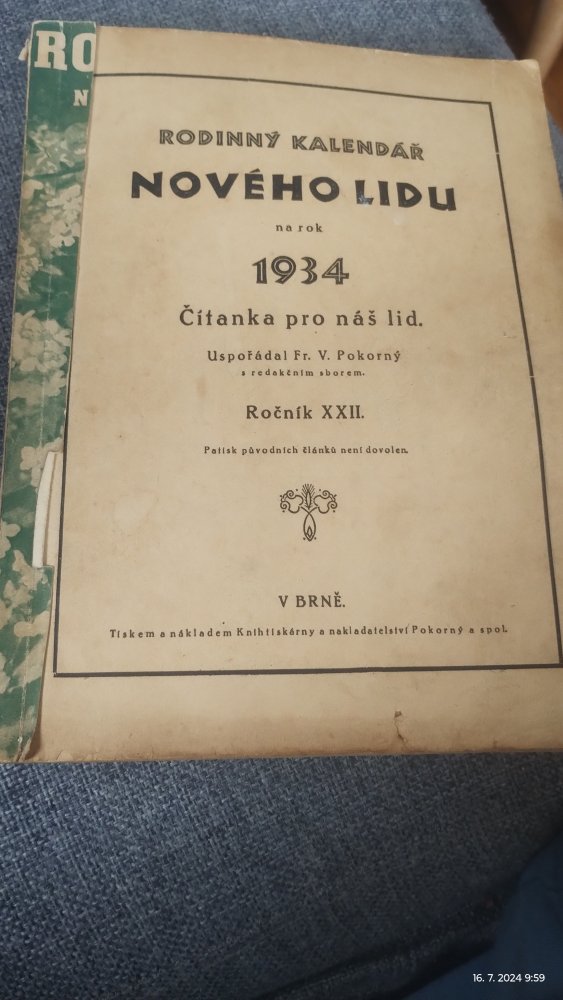 RO
N
RODINNÝ KALENDÁŘ
NOVÉHO LIDU
na rok
1934
Čítanka pro náš lid.
Uspořádal Fr. V. Pokorný
s redakčním sborem.
Ročník XXII.
Patisk původních článků není dovolen.
V BRNĚ.
Tiskem a nákladem Knihtiskárny a nakladatelství Pokorný a spol.
16. 7. 2024 9:59